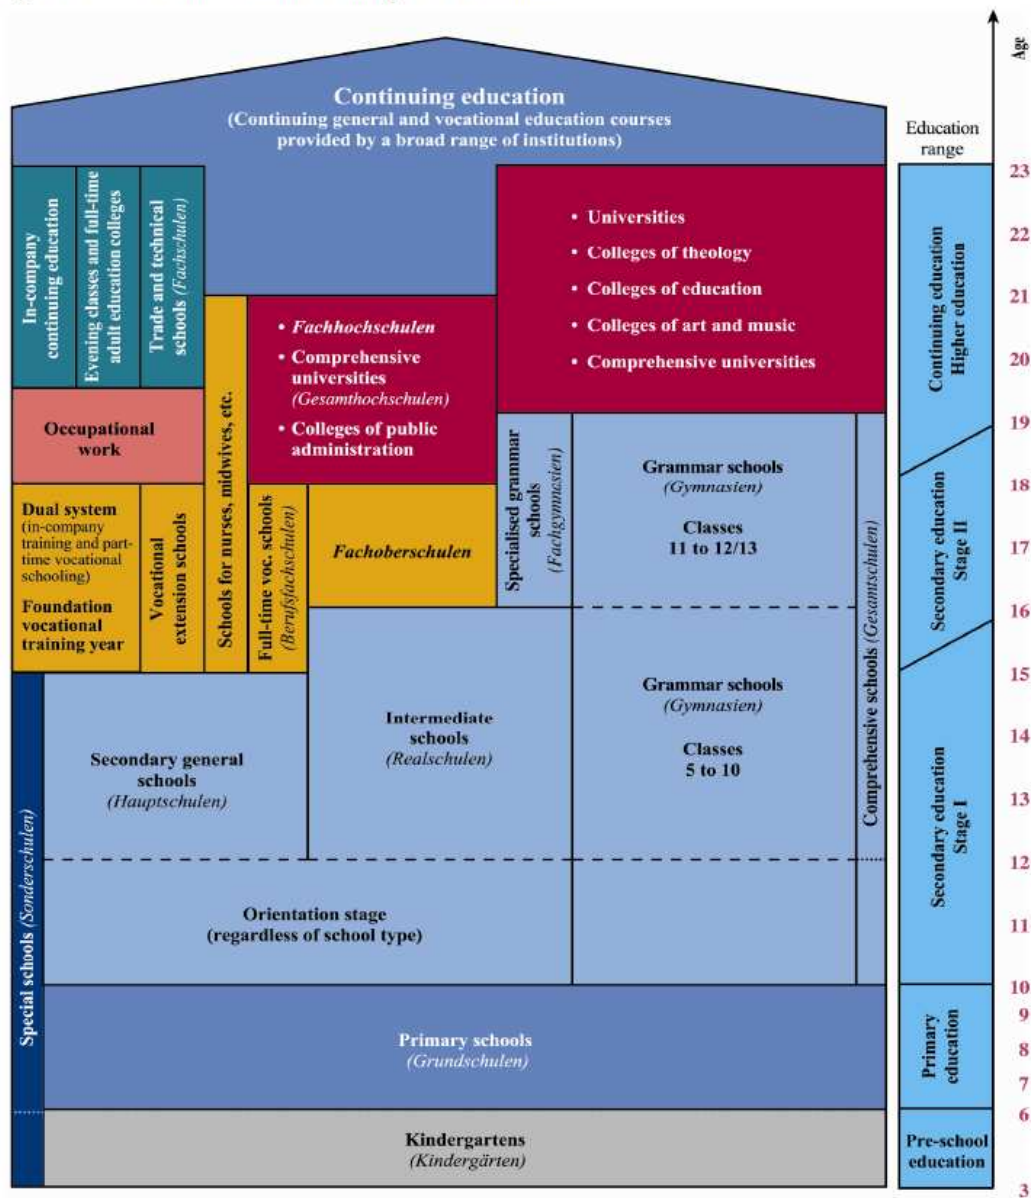 Age
Continuing education
(Continuing general and vocational education courses
provided by a broad range of institutions)
Education
range
In-company
continuing education
Evening classes and full-time
adult education colleges
Trade and technical
schools (Fachschulen)
• Universities
• Colleges of theology
• Colleges of education
• Colleges of art and music
• Comprehensive universities
• Fachhochschulen
• Comprehensive
universities
(Gesamthochschulen)
• Colleges of public
administration
Occupational
work
Schools for nurses, midwives, etc.
Dual system
(in-company
training and part-
time vocational
schooling)
Foundation
vocational
training year
Vocational
extension schools
Full-time voc. schools
(Berufsfachschulen)
Fachoberschulen
Specialised grammar
schools
(Fachgymnasien)
Grammar schools
(Gymnasien)
Classes
11 to 12/13
Comprehensive schools (Gesamtschulen)
Grammar schools
(Gymnasien)
Classes
5 to 10
Intermediate
schools
(Realschulen)
Secondary general
schools
(Hauptschulen)
Special schools (Sonderschulen)
Orientation stage
(regardless of school type)
Primary schools
(Grundschulen)
Kindergartens
(Kindergärten)
Continuing education
Higher education
Secondary education
Stage II
Secondary education
Stage I
Primary
education
Pre-school
education
23
22
21
20
19
18
17
16
15
14
13
12
11
10
9
8
7
6
3